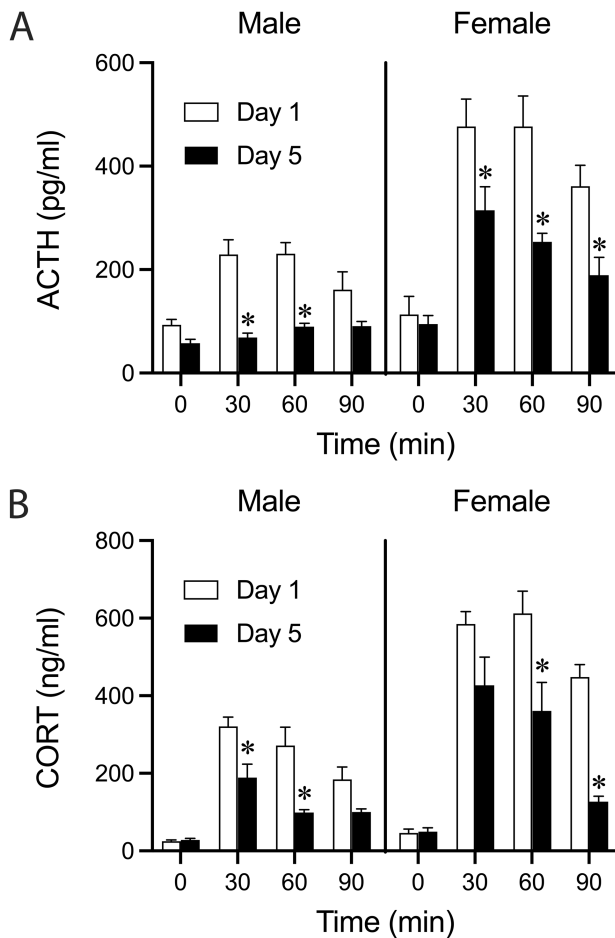 A
Male Female
600
Day 1
Day 5
400
200
0
ACTH (pg/ml)
* * * * *
0 30 60 90 0 30 60 90
Time (min)
B
Male Female
800
Day 1
Day 5
600
400
200
0
CORT (ng/ml)
* * * *
0 30 60 90 0 30 60 90
Time (min)